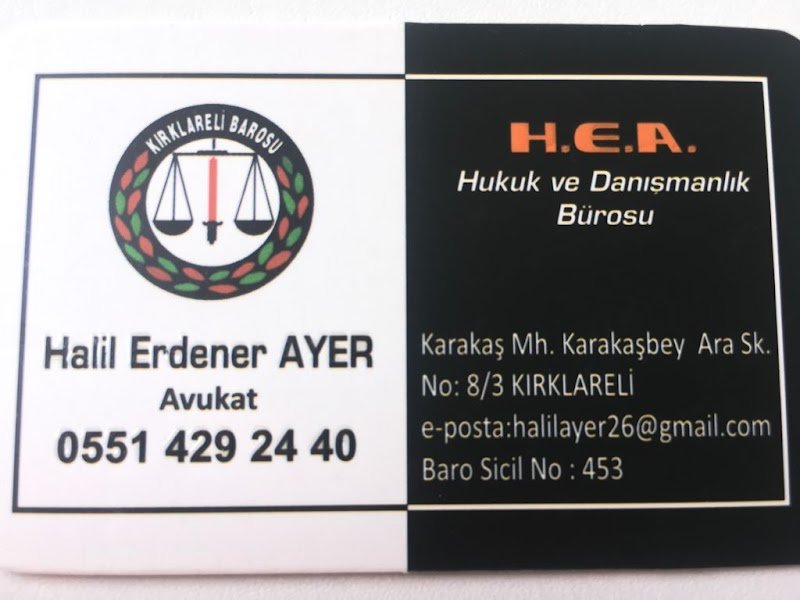 KIRKLARELİ BAROSU
Halil Erdener AYER
Avukat
0551 429 24 40
H.E.A.
Hukuk ve Danışmanlık
Bürosu
Karakaş Mh. Karakaşbey Ara Sk.
No: 8/3 KIRKLARELİ
e-posta:halilayer26@gmail.com
Baro Sicil No : 453